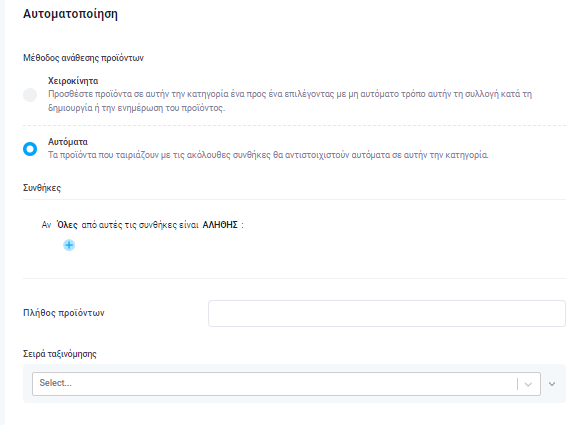 Αυτοματοποίηση
Μέθοδος ανάθεσης προϊόντων
Χειροκίνητα
Προσθέστε προϊόντα σε αυτήν την κατηγορία ένα προς ένα επιλέγοντας με μη αυτόματο τρόπο αυτήν τη συλλογή κατά τη
δημιουργία ή την ενημέρωση του προϊόντος.
Αυτόματα
Τα προϊόντα που ταιριάζουν με τις ακόλουθες συνθήκες θα αντιστοιχιστούν αυτόματα σε αυτήν την κατηγορία.
Συνθήκες
Αν Όλες από αυτές τις συνθήκες είναι ΑΛΗΘΗΣ :
Πλήθος προϊόντων
Σειρά ταξινόμησης
Select...